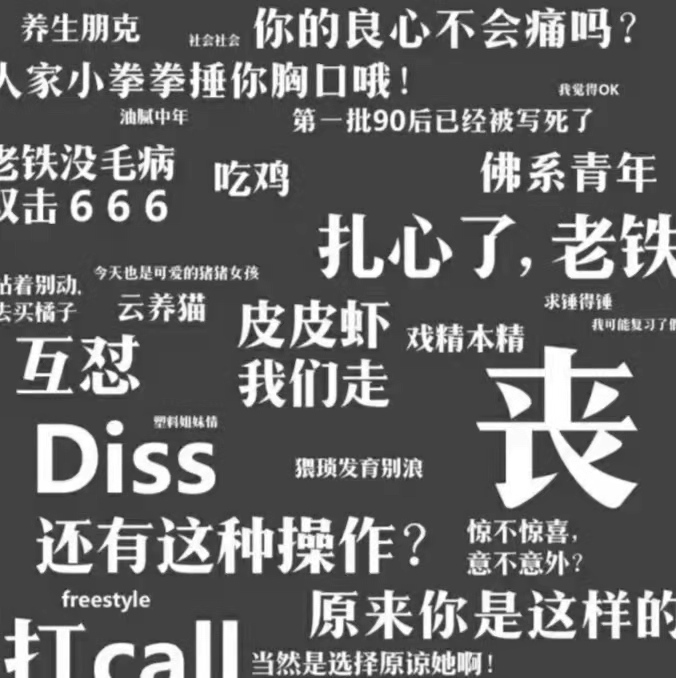 养生朋克
社会社会
你的良心不会痛吗？
人家小拳拳捶你胸口哦！
我觉得OK
油腻中年
第一批90后已经被写死了
老铁没毛病
双击666
吃鸡
佛系青年
扎心了，老铁
今天也是可爱的猪猪女孩
站着别动，
去买橘子
云养猫
皮皮虾
我们走
求锤得锤
我可能复习了
戏精本精
互怼
丧
塑料姐妹情
Diss
猥琐发育别浪
还有这种操作？
惊不惊喜，
意不意外？
freestyle
原来你是这样的
打call
当然是选择原谅她啊！